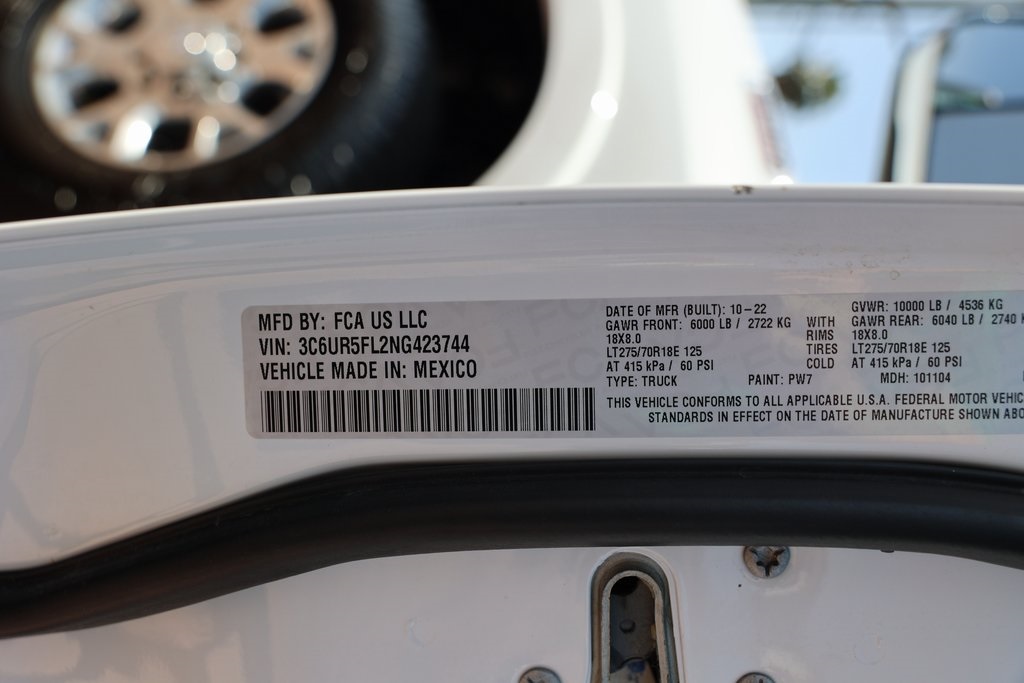 MFD BY: FCA US LLC
VIN: 3C6UR5FL2NG423744
VEHICLE MADE IN: MEXICO
DATE OF MFR (BUILT): 10-22
GAWR FRONT: 6000 LB / 2722 KG
18X8.0
LT275/70R18E 125
AT 415 kPa / 60 PSI
TYPE: TRUCK
WITH
RIMS
TIRES
COLD
PAINT: PW7
GVWR: 10000 LB / 4536 KG
GAWR REAR: 6040 LB / 2740
18X8.0
LT275/70R18E 125
AT 415 kPa / 60 PSI
MDH: 101104
THIS VEHICLE CONFORMS TO ALL APPLICABLE U.S.A. FEDERAL MOTOR VEHIC
STANDARDS IN EFFECT ON THE DATE OF MANUFACTURE SHOWN ABO